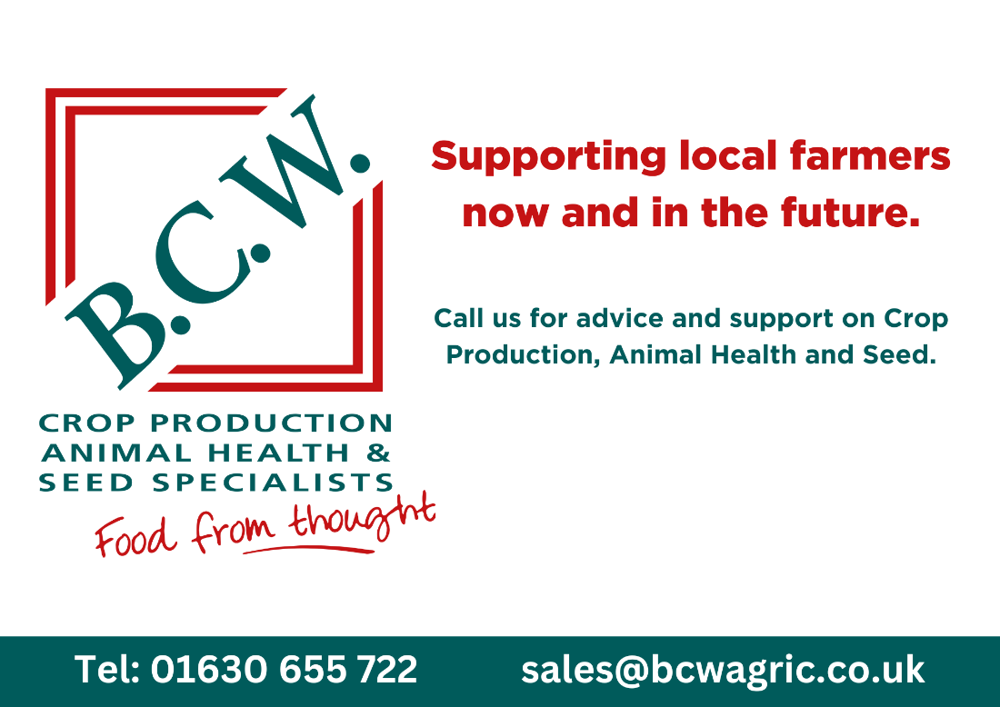 B.C.W.
CROP PRODUCTION
ANIMAL HEALTH &
SEED SPECIALISTS
Food from thought
Supporting local farmers
now and in the future.
Call us for advice and support on Crop
Production, Animal Health and Seed.
Tel: 01630 655 722
sales@bcwagric.co.uk